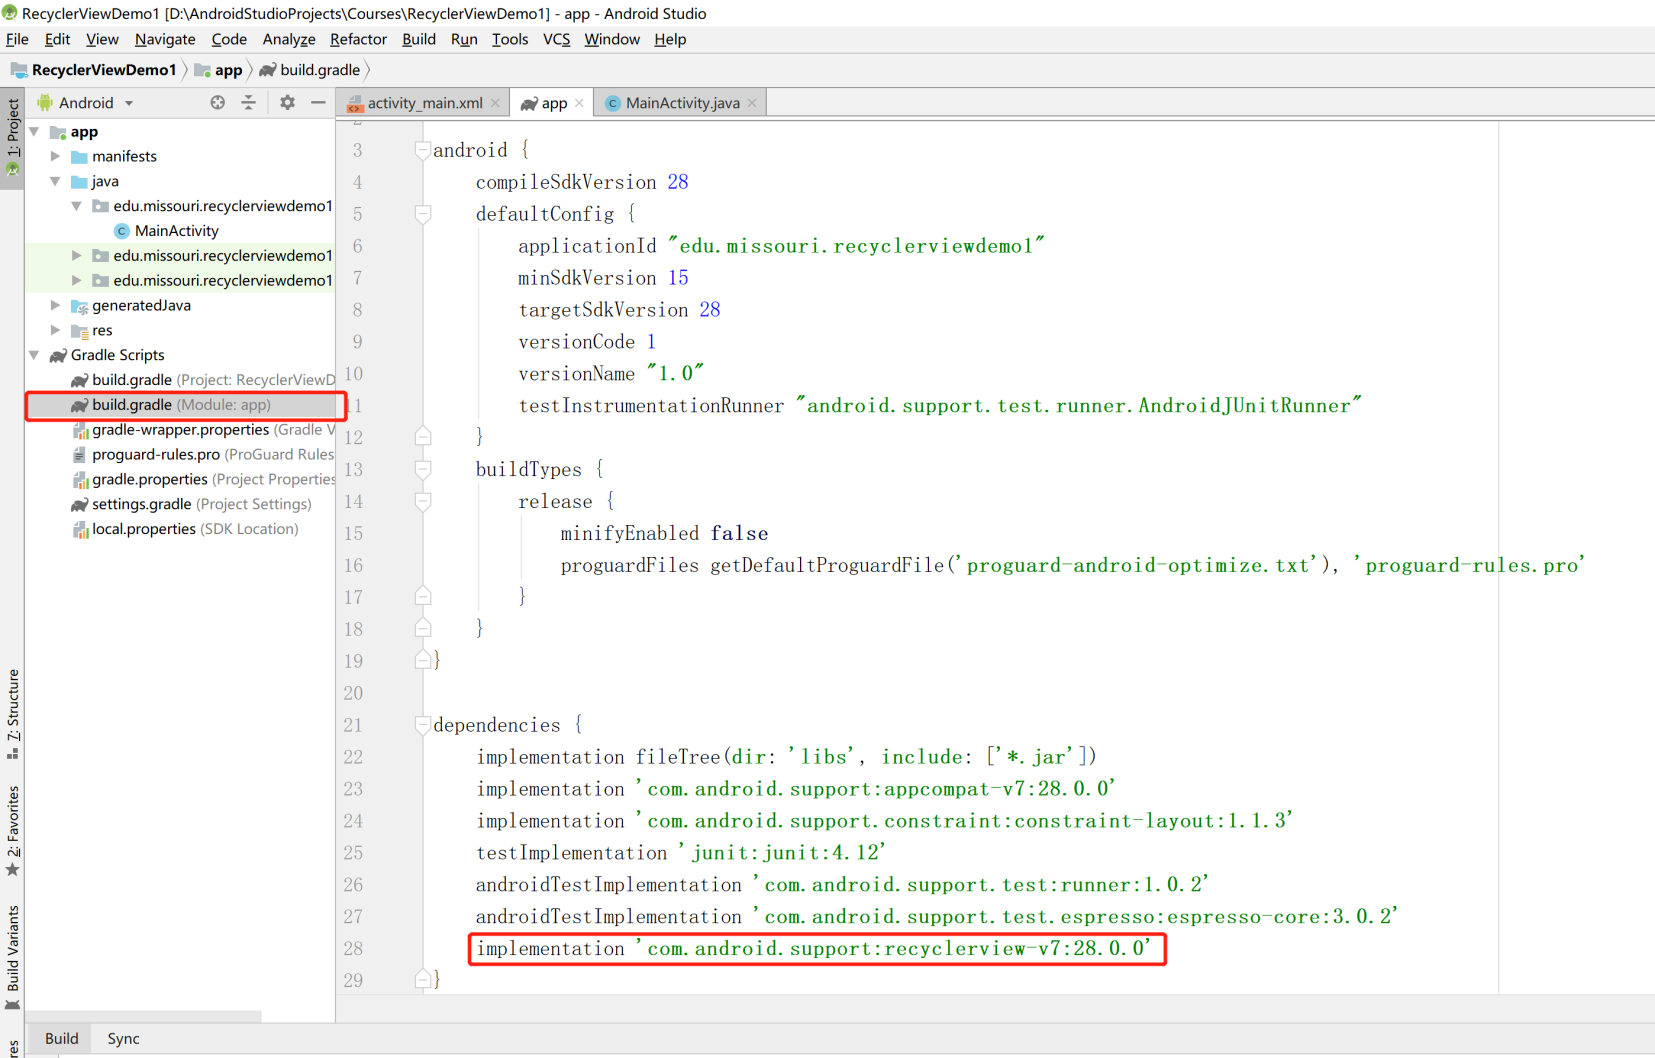 RecyclerViewDemo1 [D:\AndroidStudioProjects\Courses\RecyclerViewDemo1] - app - Android Studio
File Edit View Navigate Code Analyze Refactor Build Run Tools VCS Window Help
RecyclerViewDemo1 app build.gradle
1: Project
7: Structure
2: Favorites
Build Variants
Android
app
manifests
java
edu.missouri.recyclerviewdemo1
MainActivity
edu.missouri.recyclerviewdemo1
edu.missouri.recyclerviewdemo1
generatedJava
res
Gradle Scripts
build.gradle (Project: RecyclerViewD
build.gradle (Module: app)
gradle-wrapper.properties (Gradle V
proguard-rules.pro (ProGuard Rules
gradle.properties (Project Properties
settings.gradle (Project Settings)
local.properties (SDK Location)
activity_main.xml app MainActivity.java
3 android {
4 compileSdkVersion 28
5 defaultConfig {
6 applicationId "edu.missouri.recyclerviewdemo1"
7 minSdkVersion 15
8 targetSdkVersion 28
9 versionCode 1
10 versionName "1.0"
11 testInstrumentationRunner "android.support.test.runner.AndroidJUnitRunner"
12 }
13 buildTypes {
14 release {
15 minifyEnabled false
16 proguardFiles getDefaultProguardFile('proguard-android-optimize.txt'), 'proguard-rules.pro'
17 }
18 }
19 }
20
21 dependencies {
22 implementation fileTree(dir: 'libs', include: ['*.jar'])
23 implementation 'com.android.support:appcompat-v7:28.0.0'
24 implementation 'com.android.support.constraint:constraint-layout:1.1.3'
25 testImplementation 'junit:junit:4.12'
26 androidTestImplementation 'com.android.support.test:runner:1.0.2'
27 androidTestImplementation 'com.android.support.test.espresso:espresso-core:3.0.2'
28 implementation 'com.android.support:recyclerview-v7:28.0.0'
29 }
Build Sync